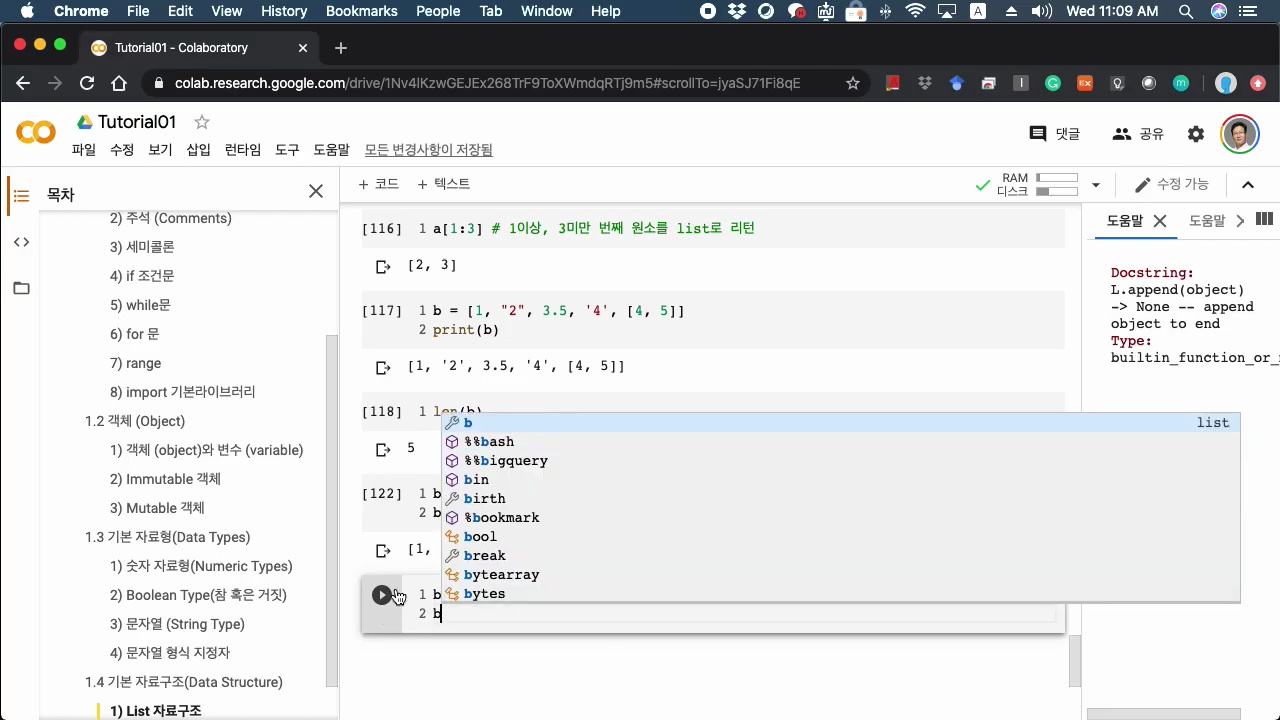 Chrome File Edit View History Bookmarks People Tab Window Help A Wed 11:09 AM
Tutorial01 - Colaboratory
colab.research.google.com/drive/1Nv4lKzwGEJEx268TrF9ToXWmdqRTj9m5#scrollTo=jyaSJ71Fi8qE
Tutorial01
댓글 공유
파일 수정 보기 삽입 런타임 도구 도움말 모든 변경사항이 저장됨
목차
+ 코드 + 텍스트
RAM
디스크
수정 가능
2) 주석 (Comments)
3) 세미콜론
4) if 조건문
5) while문
6) for 문
7) range
8) import 기본라이브러리
1.2 객체 (Object)
1) 객체 (object)와 변수 (variable)
2) Immutable 객체
3) Mutable 객체
1.3 기본 자료형(Data Types)
1) 숫자 자료형(Numeric Types)
2) Boolean Type(참 혹은 거짓)
3) 문자열 (String Type)
4) 문자열 형식 지정자
1.4 기본 자료구조(Data Structure)
1) List 자료구조
[116] 1 a[1:3] # 1이상, 3미만 번째 원소를 list로 리턴
[2, 3]
[117] 1 b = [1, "2", 3.5, '4', [4, 5]]
2 print(b)
[1, '2', 3.5, '4', [4, 5]]
[118] 1 len(b)
5
[122] 1 b
2 b
[1,
1 b
2 b
b list
%%bash
%%bigquery
bin
birth
%bookmark
bool
break
bytearray
bytes
도움말 도움말
Docstring:
L.append(object)
-> None -- append
object to end
Type:
builtin_function_or_